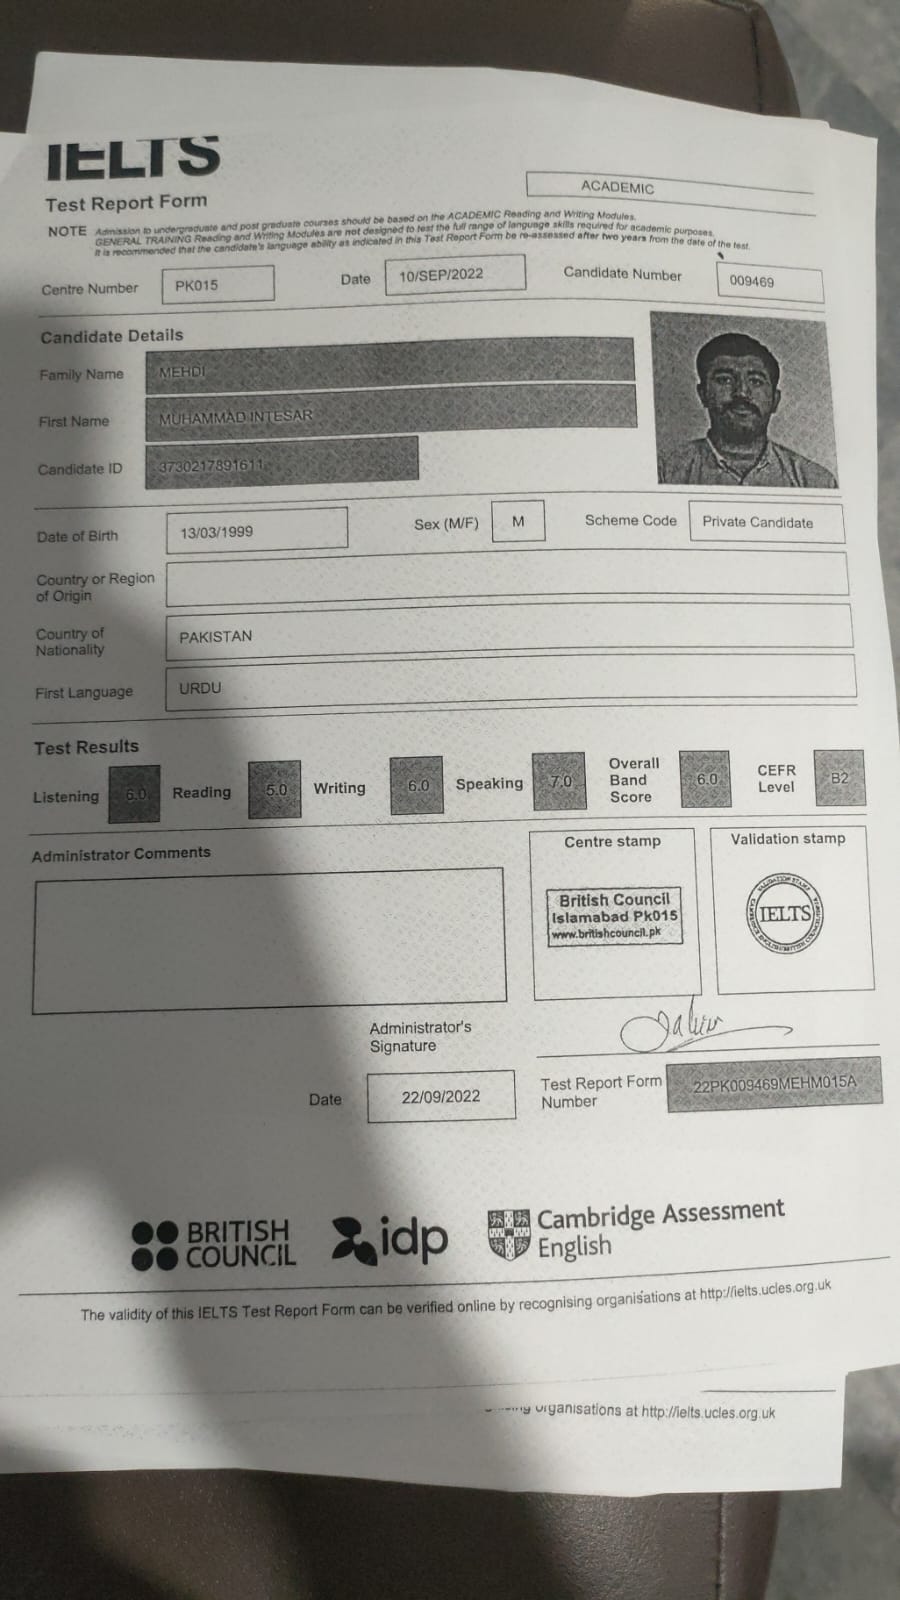 IELTS
Test Report Form
ACADEMIC
NOTE Admission to undergraduate and post graduate courses should be based on the ACADEMIC Reading and Writing Modules.
GENERAL TRAINING Reading and Writing Modules are not designed to test the full range of language skills required for academic purposes.
It is recommended that the candidate's language ability as indicated in this Test Report Form be re-assessed after two years from the date of the test.
Centre Number PK015 Date 10/SEP/2022 Candidate Number 009469
Candidate Details
Family Name MEHDI
First Name MUHAMMAD INTESAR
Candidate ID 3730217891611
Date of Birth 13/03/1999 Sex (M/F) M Scheme Code Private Candidate
Country or Region
of Origin
Country of
Nationality PAKISTAN
First Language URDU
Test Results
Listening 6.0 Reading 5.0 Writing 6.0 Speaking 7.0 Overall Band Score 6.0 CEFR Level B2
Administrator Comments
Centre stamp
Validation stamp
British Council
Islamabad Pk015
www.britishcouncil.pk
IELTS
Administrator's
Signature
Date 22/09/2022
Test Report Form
Number 22PK009469MEHM015A
BRITISH
COUNCIL
idp
Cambridge Assessment
English
The validity of this IELTS Test Report Form can be verified online by recognising organisations at http://ielts.ucles.org.uk
organisations at http://ielts.ucles.org.uk